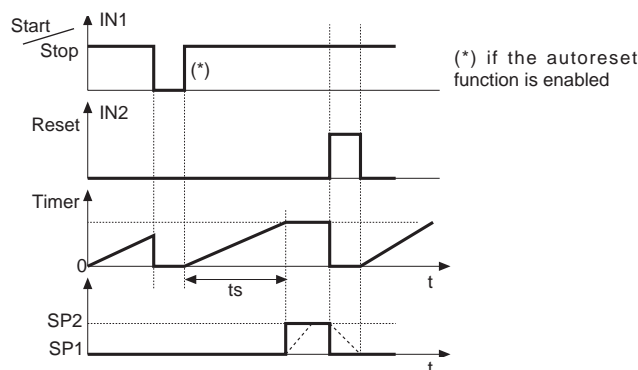 Start
Stop
IN1
(*)
(*) if the autoreset
function is enabled
Reset
IN2
Timer
0
ts
t
SP2
SP1
t